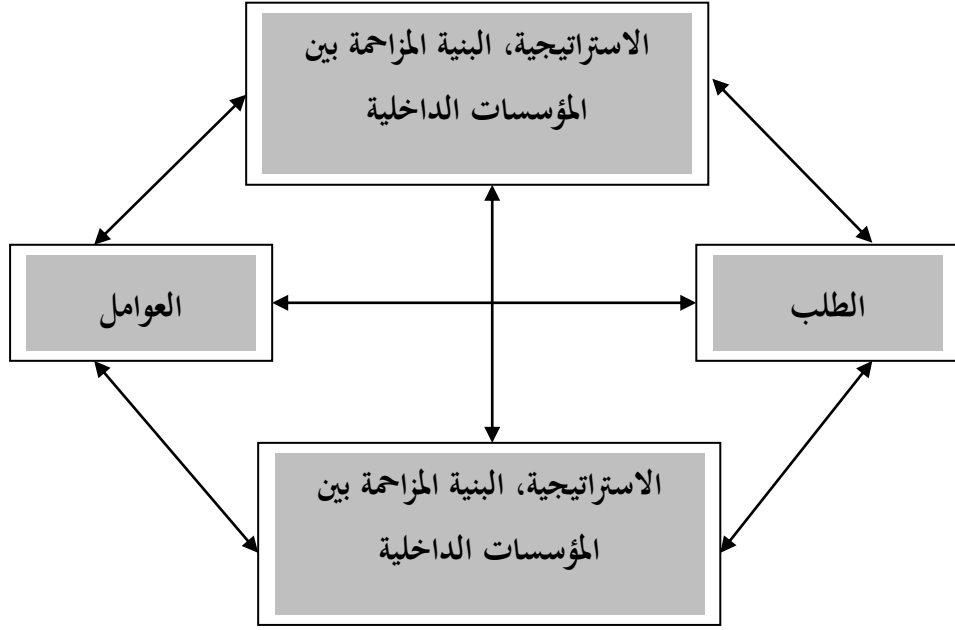 الاستراتيجية، البنية المزاحمة بين
المؤسسات الداخلية
الطلب
العوامل
الاستراتيجية، البنية المزاحمة بين
المؤسسات الداخلية